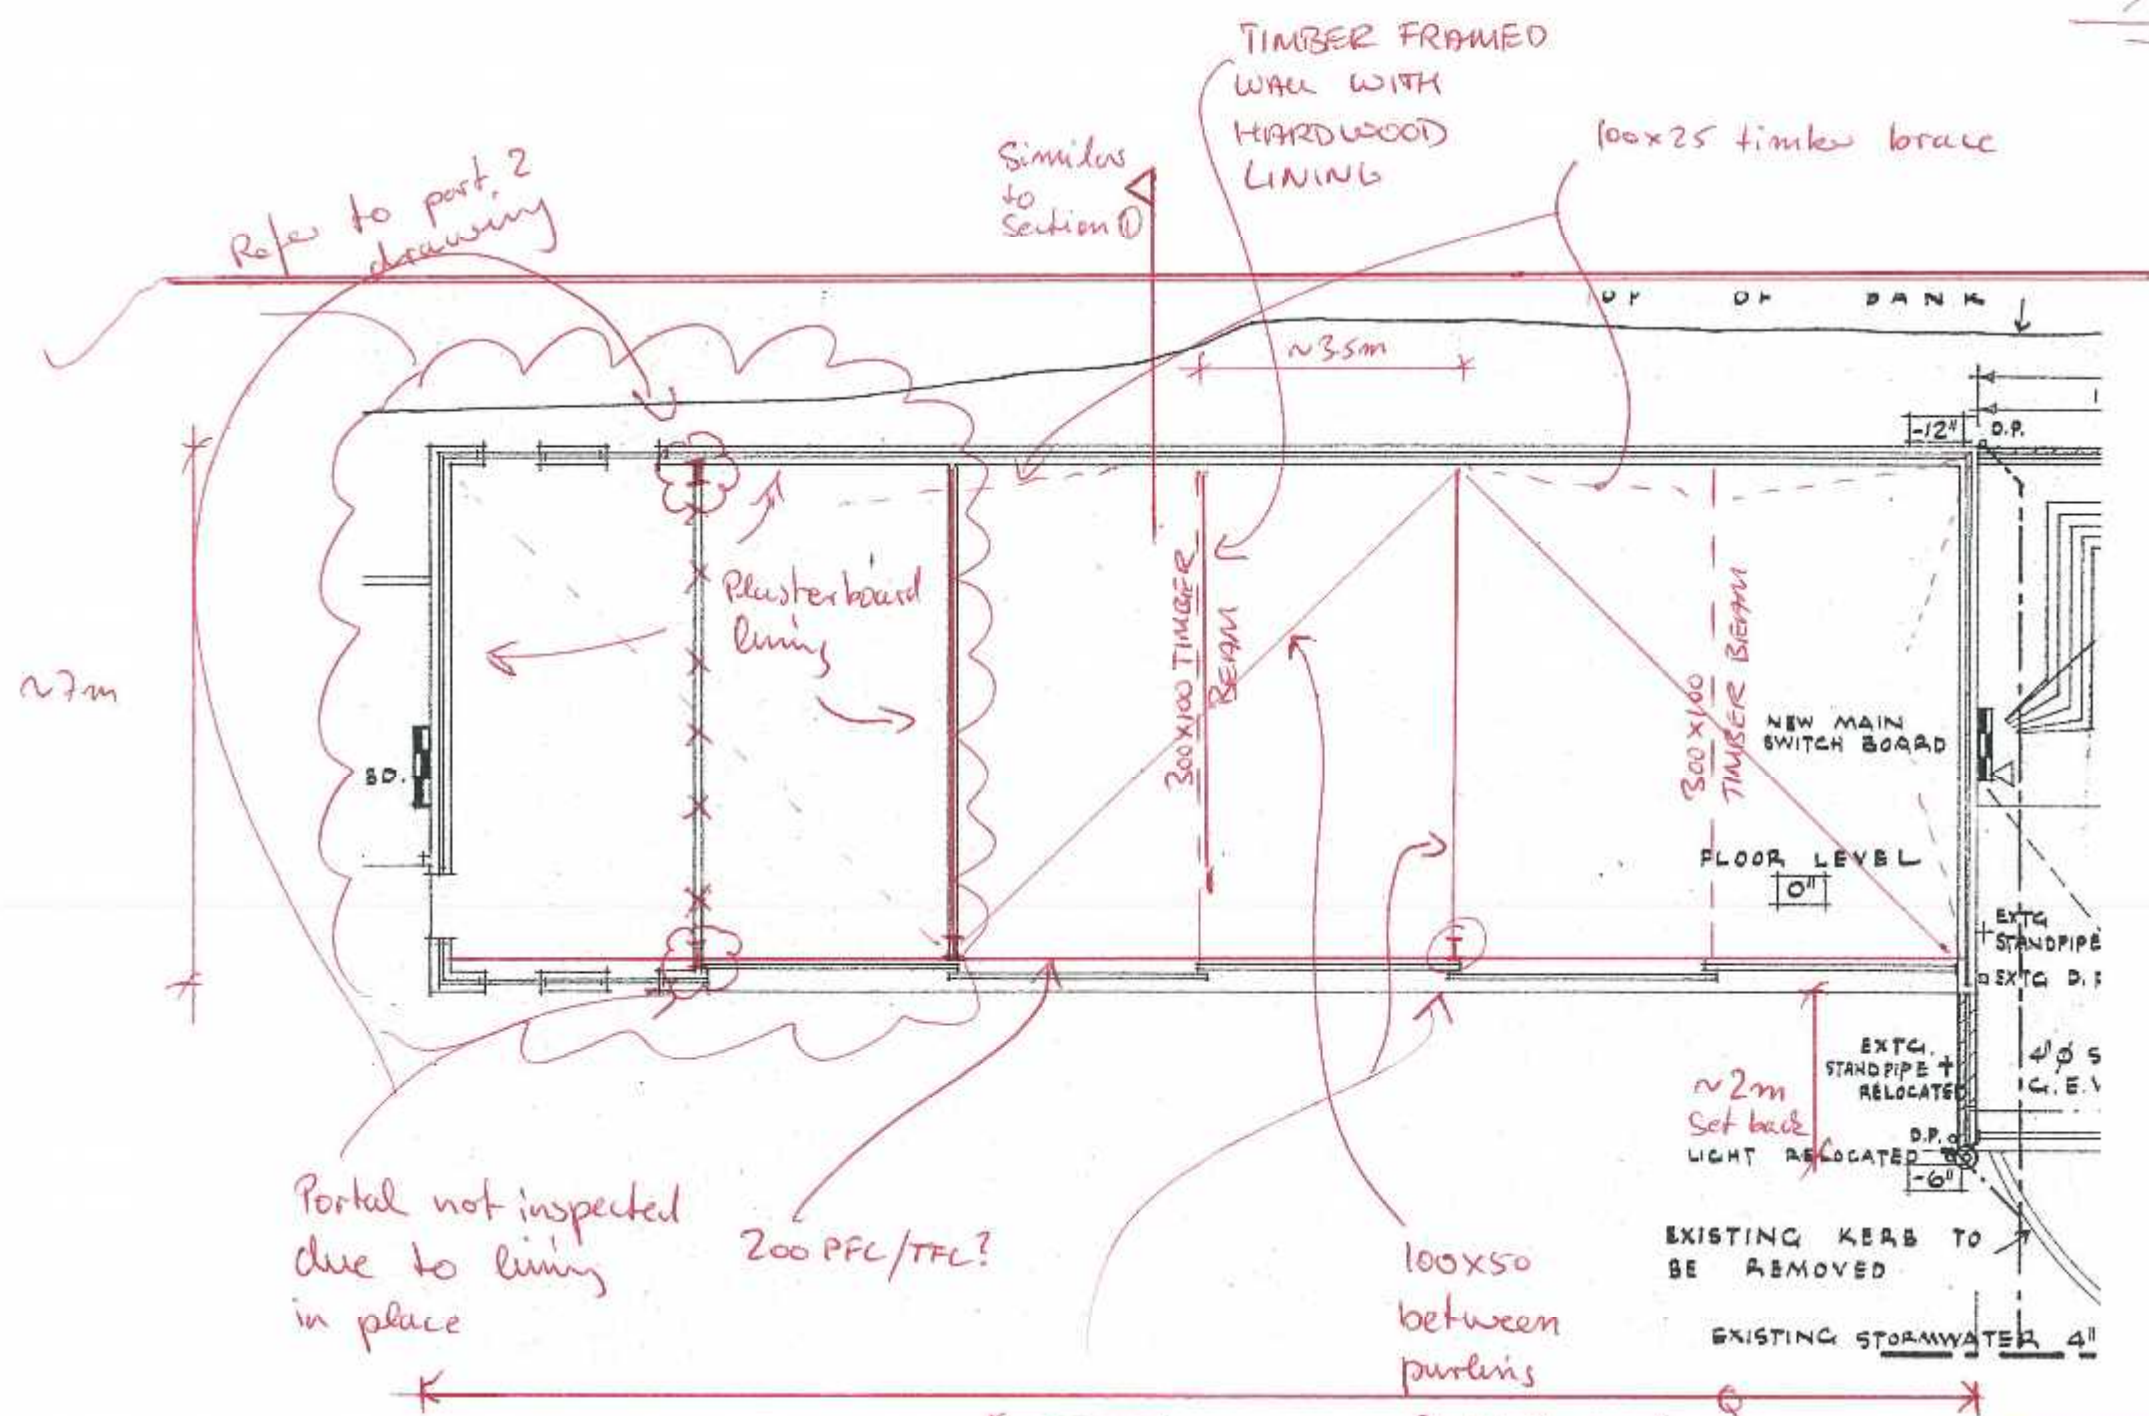 TIMBER FRAMED
WALL WITH
HARDWOOD
LINING
100x25 timber brace
Similar
to
Section 1
Refer to part. 2
drawing
TOP OF BANK
~3.5m
-12"
D.P.
Plasterboard
lining
300x100 TIMBER
BEAM
300x100
TIMBER BEAM
~7m
NEW MAIN
SWITCH BOARD
BD.
FLOOR LEVEL
0"
EXTG
STANDPIPE
EXTG D.P
EXTG.
STANDPIPE
RELOCATED
4"Ø S
G.E.V
~2m
Set back
D.P.
LIGHT RELOCATED
-6"
Portal not inspected
due to lining
in place
200 PFC/TFC?
100x50
between
purlins
EXISTING KERB TO
BE REMOVED
EXISTING STORMWATER 4"